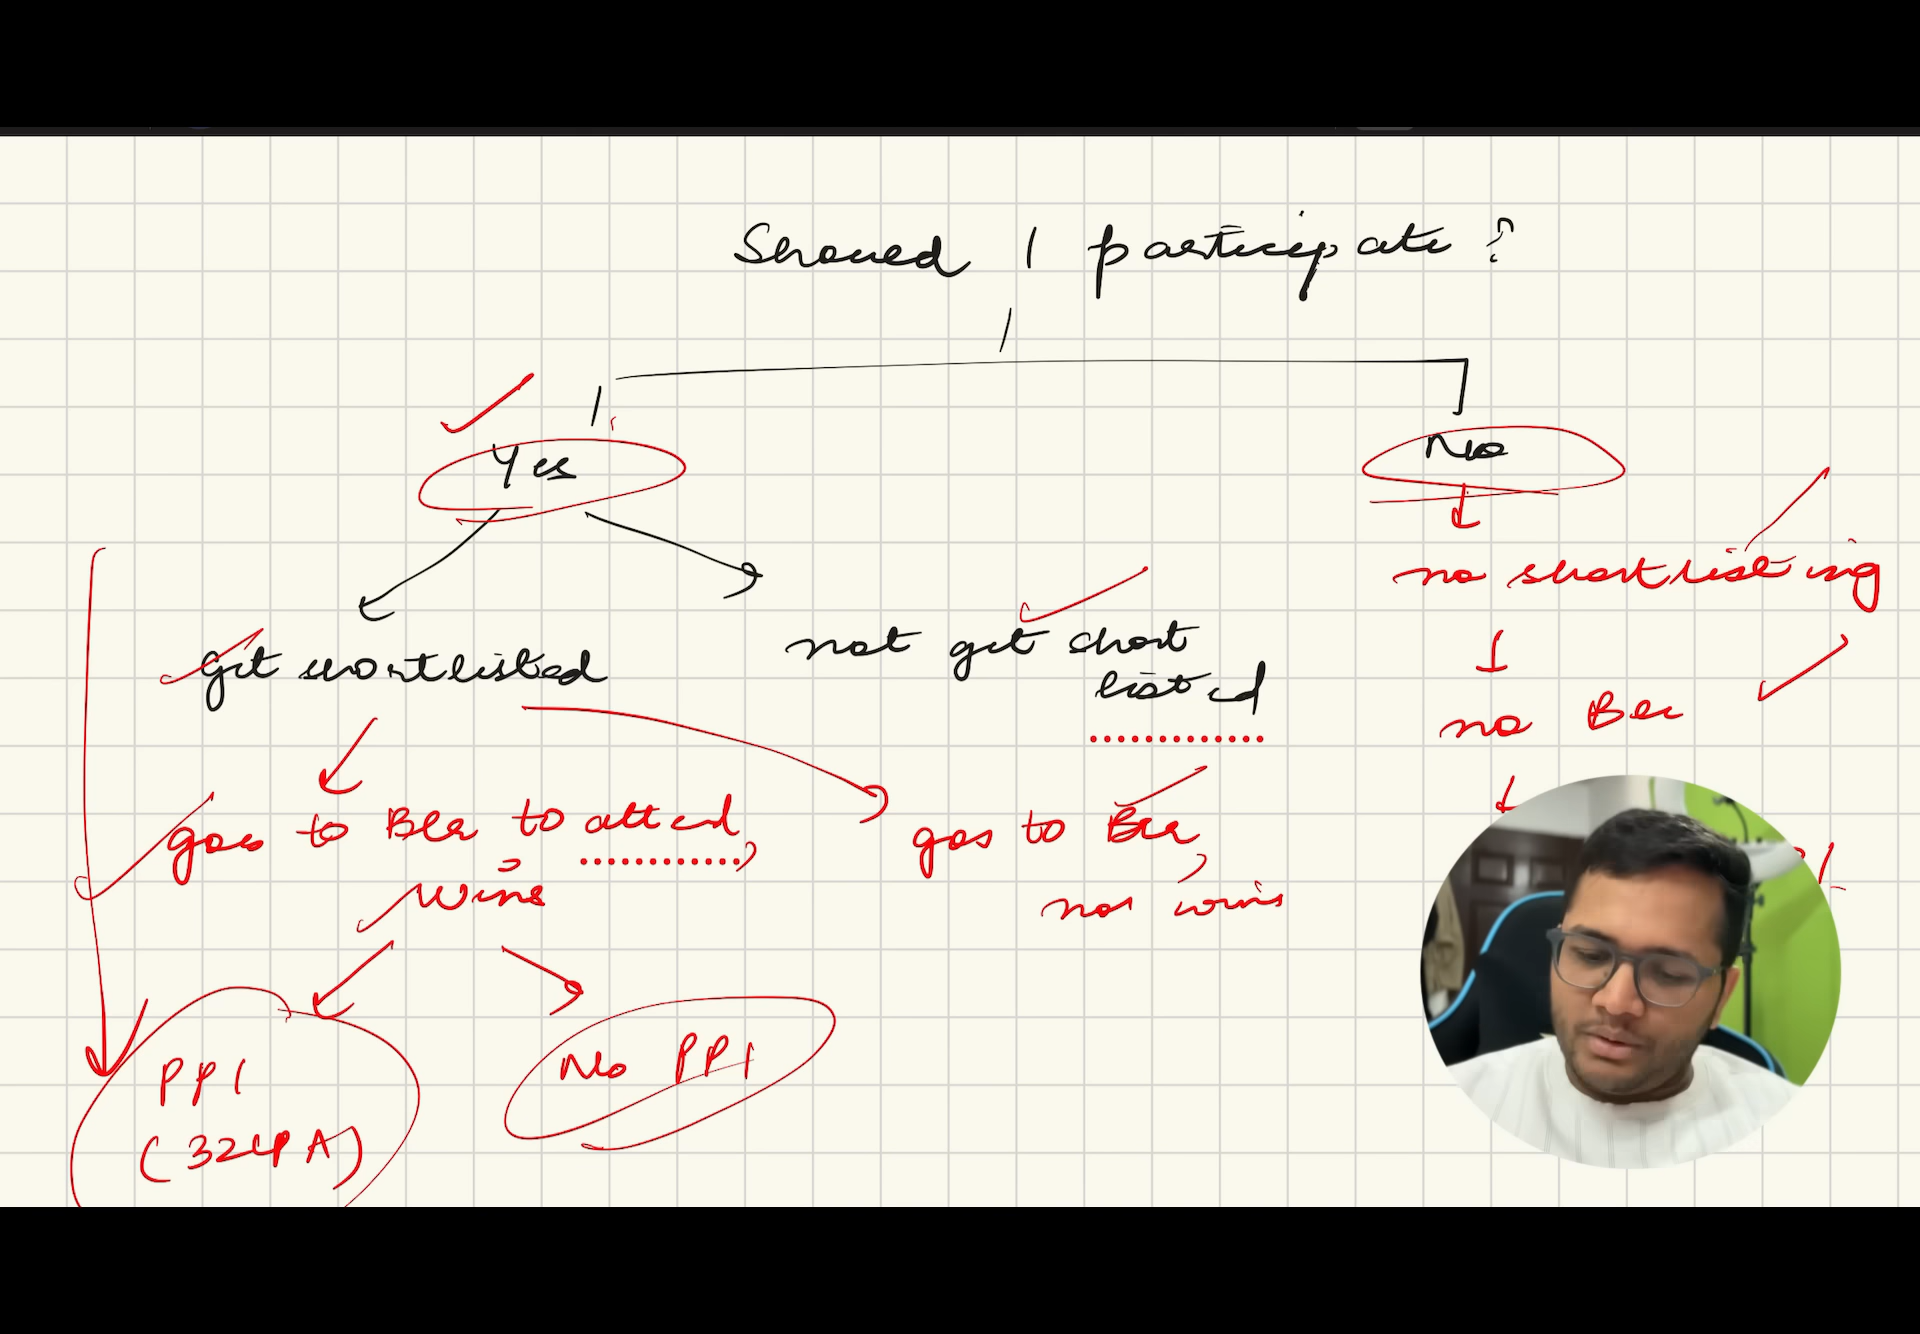 Should I participate?
Yes
No
no shortlisting
get shortlisted
not get short
listed
no Blr
goes to Blr to attend,
wins
goes to Blr,
not wins
PPI
(32LPA)
No PPI